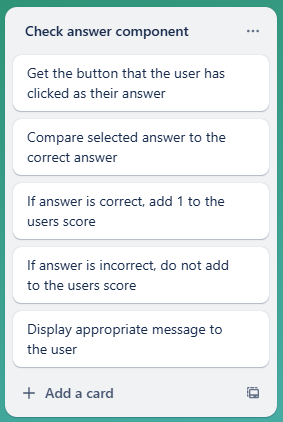 Check answer component
Get the button that the user has
clicked as their answer
Compare selected answer to the
correct answer
If answer is correct, add 1 to the
users score
If answer is incorrect, do not add
to the users score
Display appropriate message to
the user
Add a card